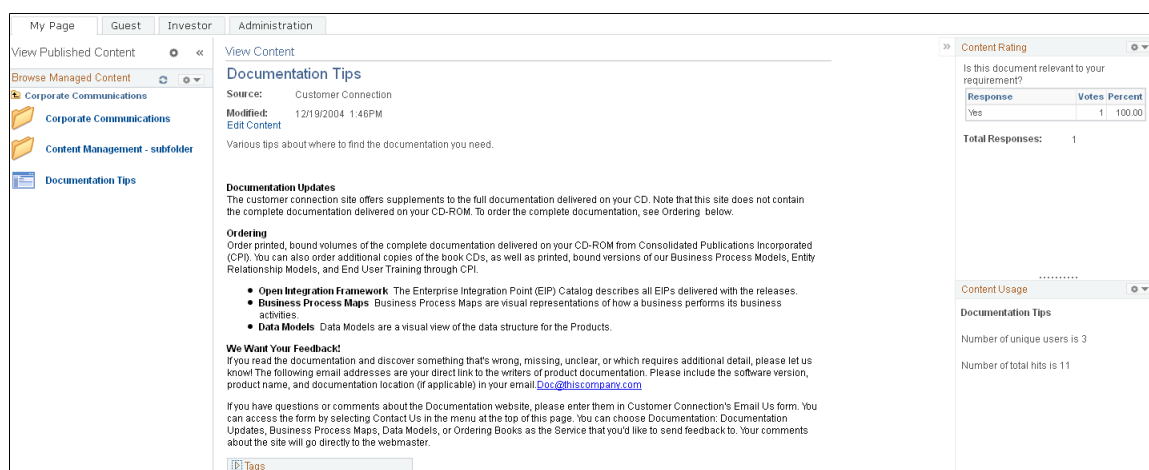 My Page
Guest
Investor
Administration
View Published Content
«
Browse Managed Content
Corporate Communications
Corporate Communications
Content Management - subfolder
Documentation Tips
View Content
Documentation Tips
Source: Customer Connection
Modified: 12/19/2004 1:46PM
Edit Content
Various tips about where to find the documentation you need.
Documentation Updates
The customer connection site offers supplements to the full documentation delivered on your CD. Note that this site does not contain
the complete documentation delivered on your CD-ROM. To order the complete documentation, see Ordering below.
Ordering
Order printed, bound volumes of the complete documentation delivered on your CD-ROM from Consolidated Publications Incorporated
(CPI). You can also order additional copies of the book CDs, as well as printed, bound versions of our Business Process Models, Entity
Relationship Models, and End User Training through CPI.
● Open Integration Framework The Enterprise Integration Point (EIP) Catalog describes all EIPs delivered with the releases.
● Business Process Maps Business Process Maps are visual representations of how a business performs its business
activities.
● Data Models Data Models are a visual view of the data structure for the Products.
We Want Your Feedback!
If you read the documentation and discover something that's wrong, missing, unclear, or which requires additional detail, please let us
know! The following email addresses are your direct link to the writers of product documentation. Please include the software version,
product name, and documentation location (if applicable) in your email.Doc@thiscompany.com
If you have questions or comments about the Documentation website, please enter them in Customer Connection's Email Us form. You
can access the form by selecting Contact Us in the menu at the top of this page. You can choose Documentation: Documentation
Updates, Business Process Maps, Data Models, or Ordering Books as the Service that you'd like to send feedback to. Your comments
about the site will go directly to the webmaster.
Tags
»
Content Rating
Is this document relevant to your
requirement?
Response Votes Percent
Yes 1 100.00
Total Responses: 1
Content Usage
Documentation Tips
Number of unique users is 3
Number of total hits is 11